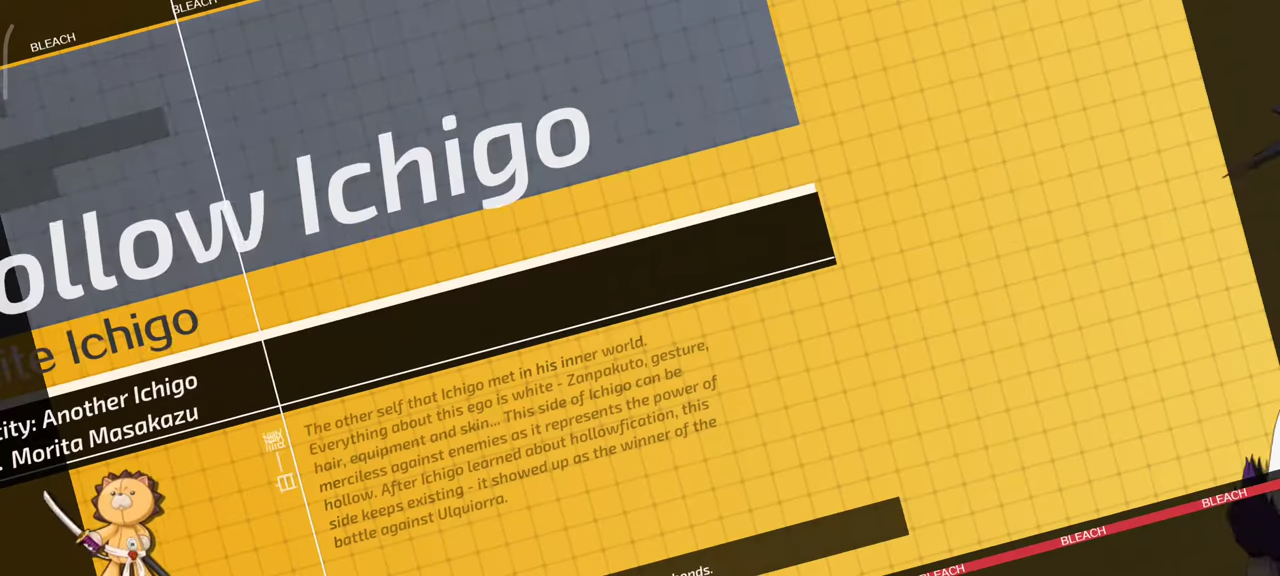 BLEACH
BLEACH
ollow Ichigo
ite Ichigo
tity: Another Ichigo
. Morita Masakazu
The other self that Ichigo met in his inner world.
Everything about this ego is white - Zanpakuto, gesture,
hair, equipment and skin... This side of Ichigo can be
merciless against enemies as it represents the power of
hollow. After Ichigo learned about hollowfication, this
side keeps existing - it showed up as the winner of the
battle against Ulquiorra.
BLEACH
BLEACH
BLEACH